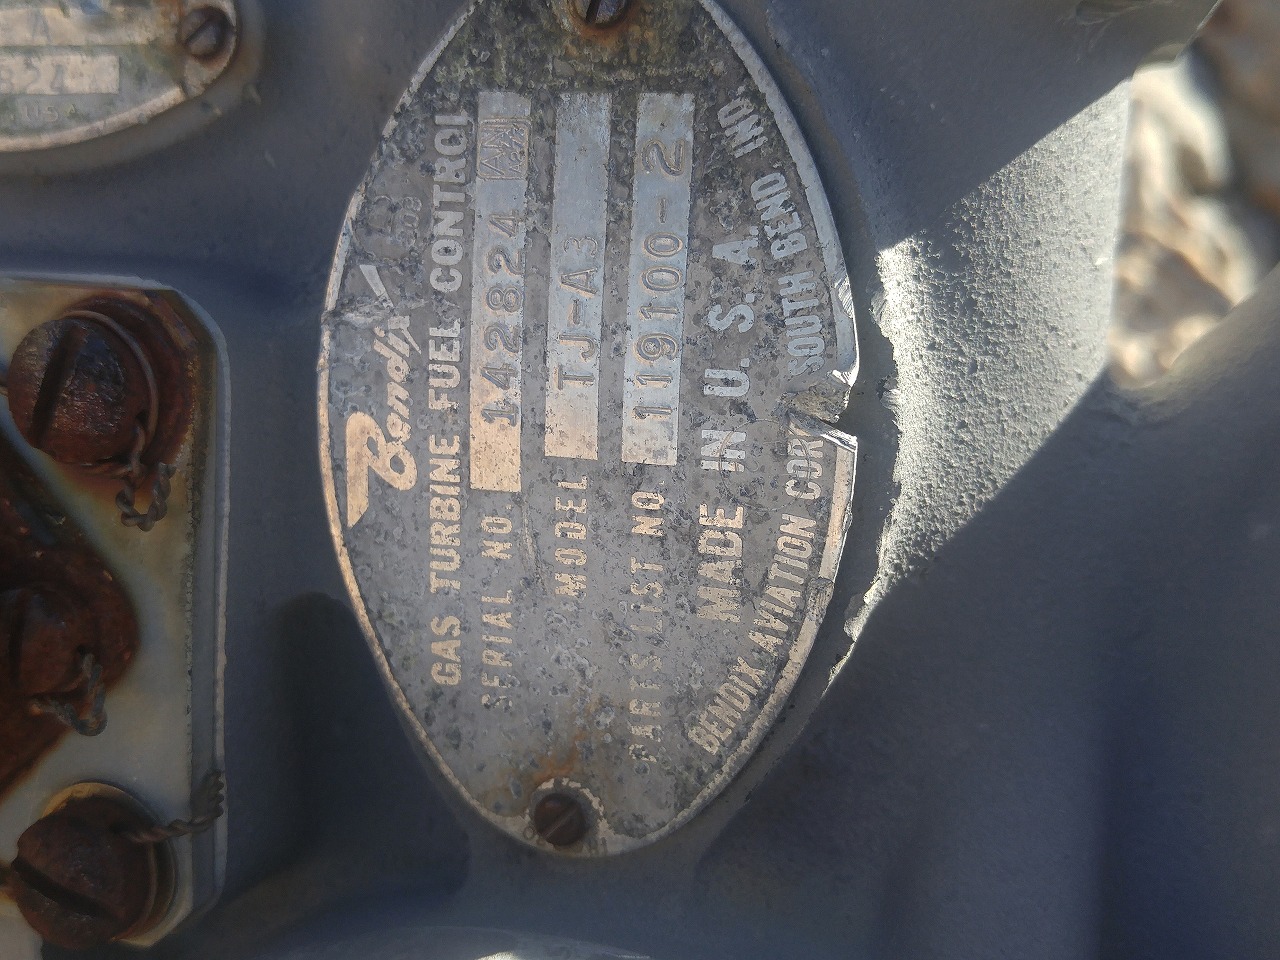 Bendix
GAS TURBINE FUEL CONTROL
SERIAL NO. 142824
MODEL TJ-A3
PARTS LIST NO. 119100-2
MADE IN U. S. A.
BENDIX AVIATION CORP. SOUTH BEND IND
USA